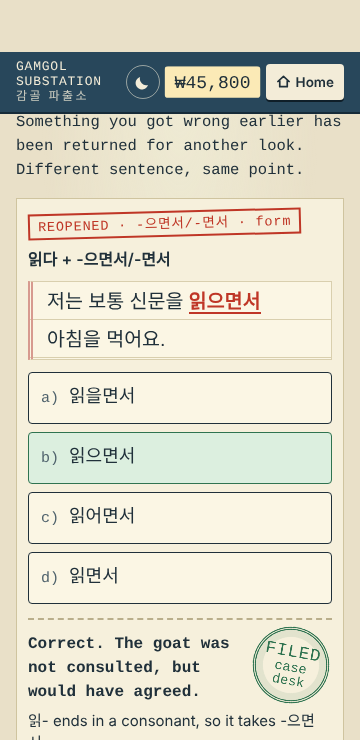 GAMGOL
SUBSTATION
감골 파출소
₩45,800
Home
Something you got wrong earlier has
been returned for another look.
Different sentence, same point.
REOPENED · -으면서/-면서 · form
읽다 + -으면서/-면서
저는 보통 신문을 읽으면서
아침을 먹어요.
a) 읽을면서
b) 읽으면서
c) 읽어면서
d) 읽면서
Correct. The goat was
not consulted, but
would have agreed.
FILED
case
desk
읽- ends in a consonant, so it takes -으면